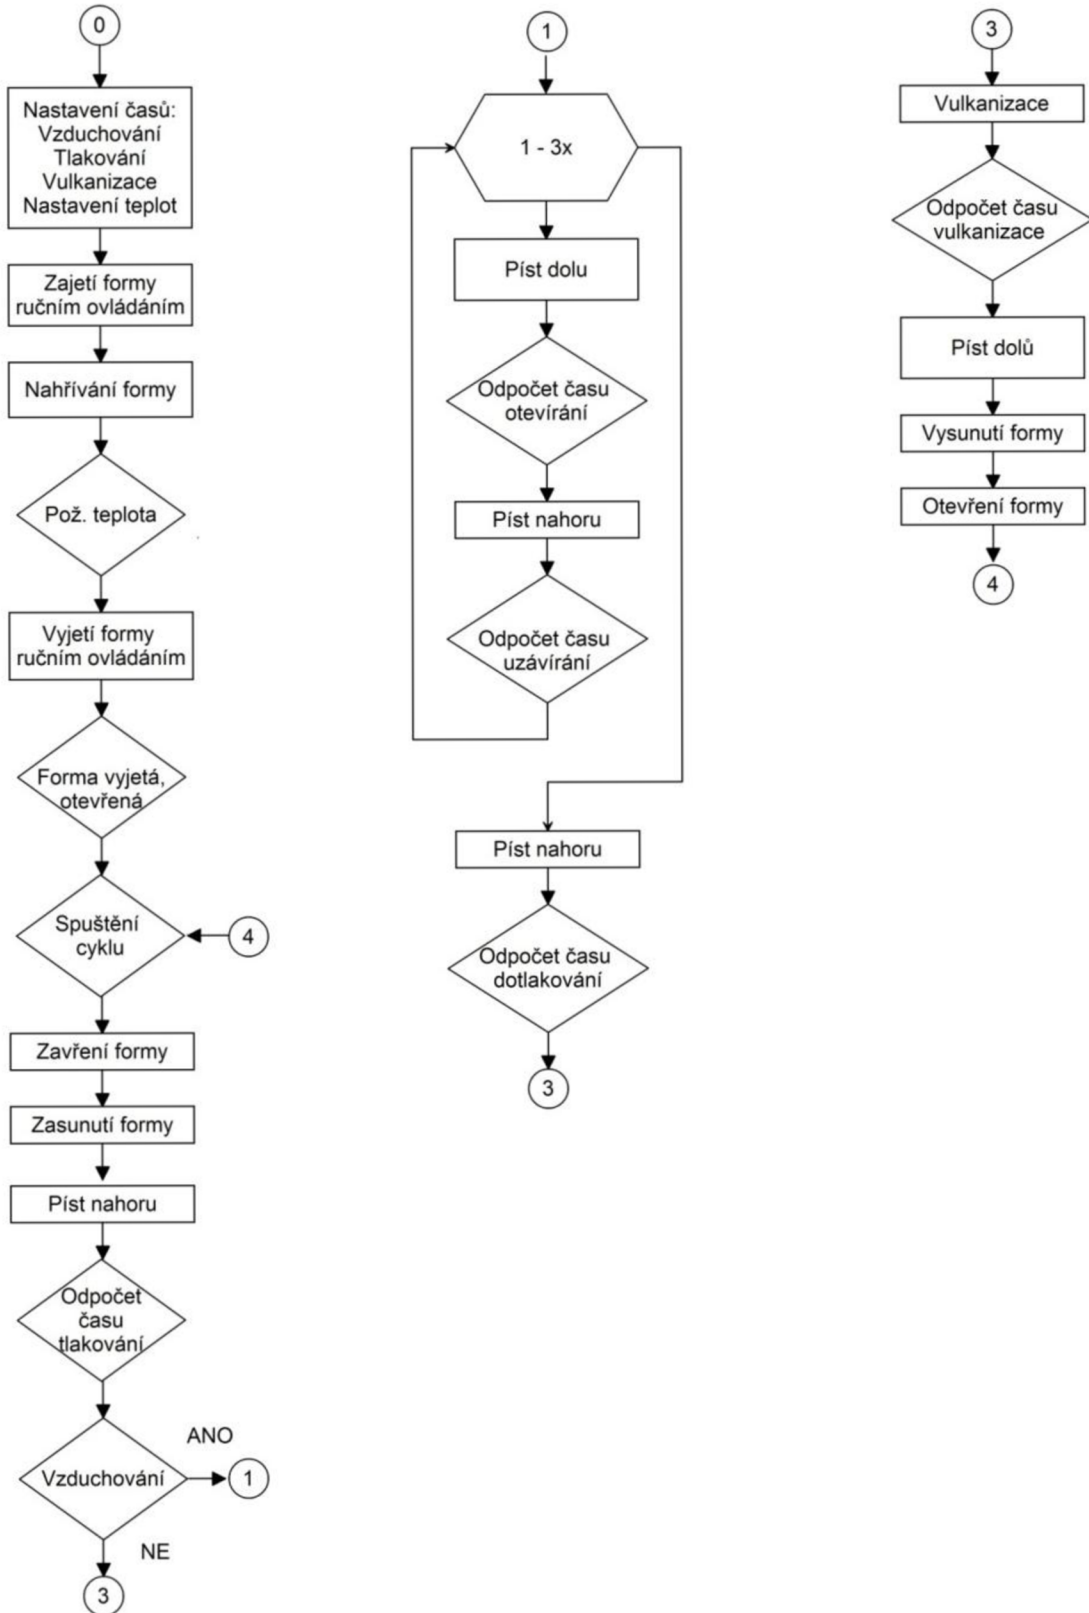 0
Nastavení časů:
Vzduchování
Tlakování
Vulkanizace
Nastavení teplot
Zajetí formy
ručním ovládáním
Nahřívání formy
Pož. teplota
Vyjetí formy
ručním ovládáním
Forma vyjetá,
otevřená
Spuštění
cyklu
4
Zavření formy
Zasunutí formy
Píst nahoru
Odpočet
času
tlakování
Vzduchování
ANO
1
NE
3
1
1 - 3x
Píst dolu
Odpočet času
otevírání
Píst nahoru
Odpočet času
uzávírání
Píst nahoru
Odpočet času
dotlakování
3
3
Vulkanizace
Odpočet času
vulkanizace
Píst dolů
Vysunutí formy
Otevření formy
4